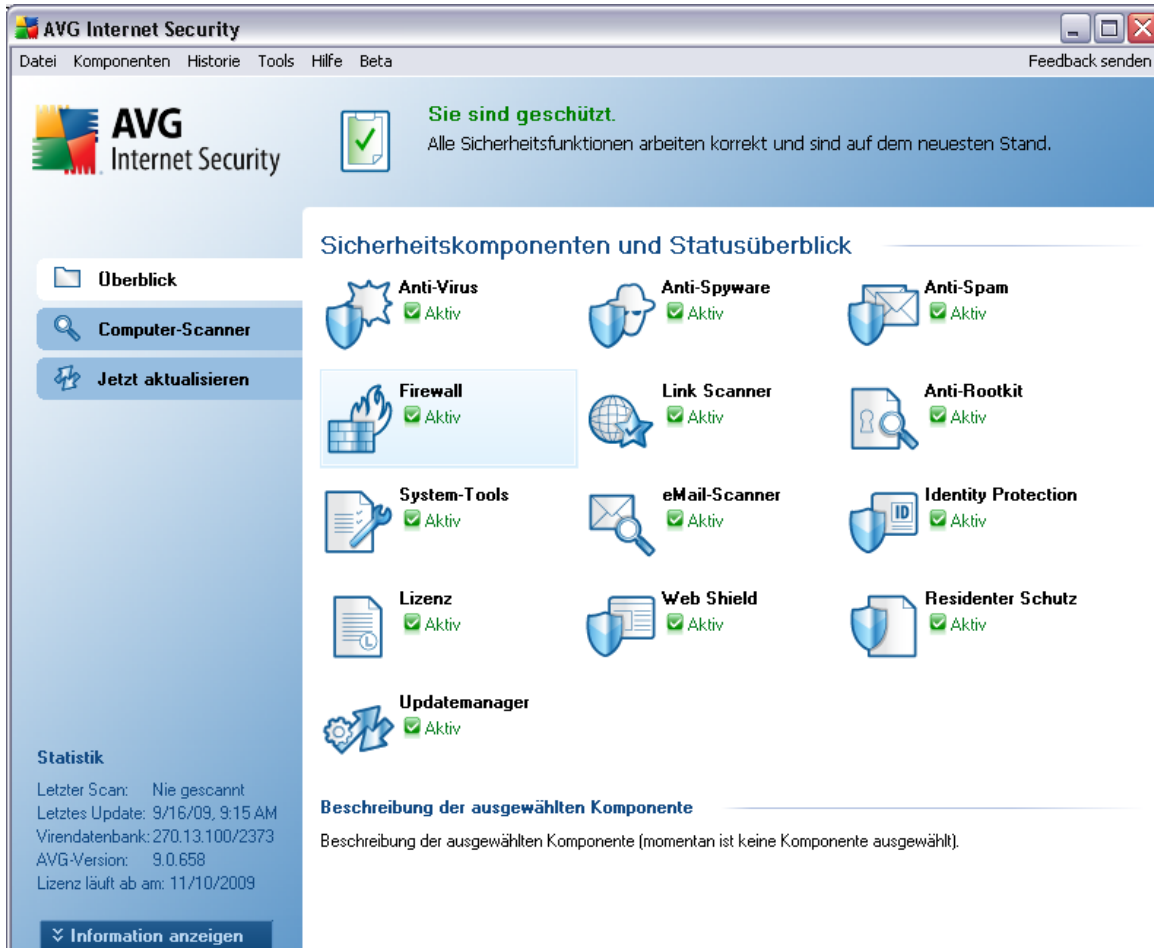 AVG Internet Security
Datei Komponenten Historie Tools Hilfe Beta Feedback senden
AVG
Internet Security
Sie sind geschützt.
Alle Sicherheitsfunktionen arbeiten korrekt und sind auf dem neuesten Stand.
Überblick
Computer-Scanner
Jetzt aktualisieren
Sicherheitskomponenten und Statusüberblick
Anti-Virus
Aktiv
Anti-Spyware
Aktiv
Anti-Spam
Aktiv
Firewall
Aktiv
Link Scanner
Aktiv
Anti-Rootkit
Aktiv
System-Tools
Aktiv
eMail-Scanner
Aktiv
ID
Identity Protection
Aktiv
L
Lizenz
Aktiv
Web Shield
Aktiv
Residenter Schutz
Aktiv
Updatemanager
Aktiv
Statistik
Letzter Scan: Nie gescannt
Letztes Update: 9/16/09, 9:15 AM
Virendatenbank: 270.13.100/2373
AVG-Version: 9.0.658
Lizenz läuft ab am: 11/10/2009
Information anzeigen
Beschreibung der ausgewählten Komponente
Beschreibung der ausgewählten Komponente (momentan ist keine Komponente ausgewählt).